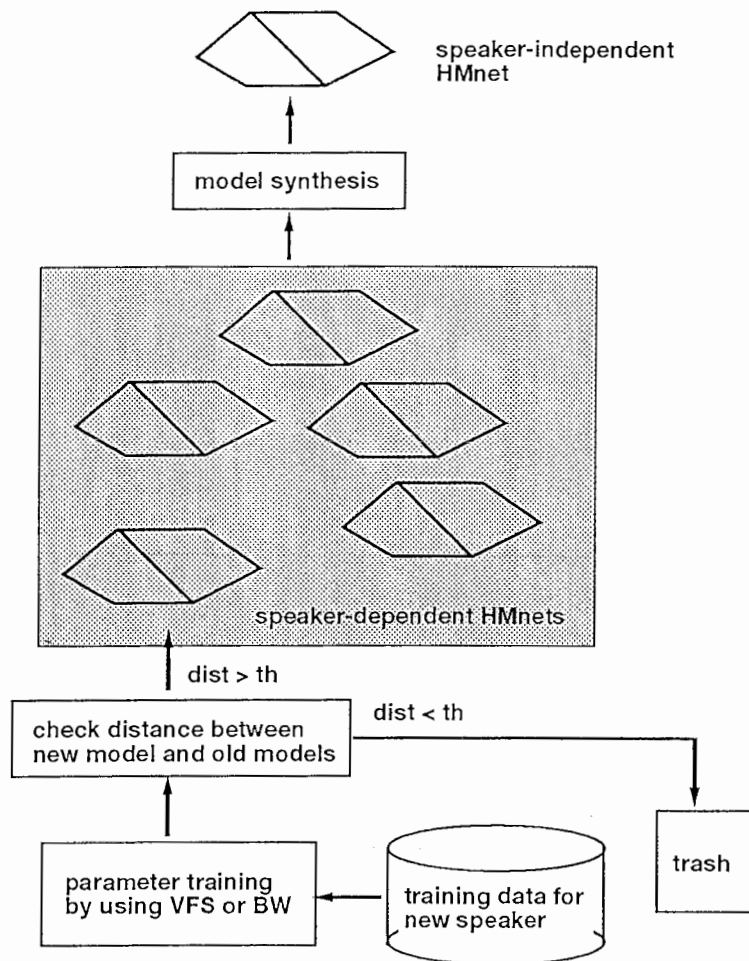 speaker-independent
HMnet
model synthesis
speaker-dependent HMnets
dist > th
dist < th
check distance between
new model and old models
trash
parameter training
by using VFS or BW
training data for
new speaker